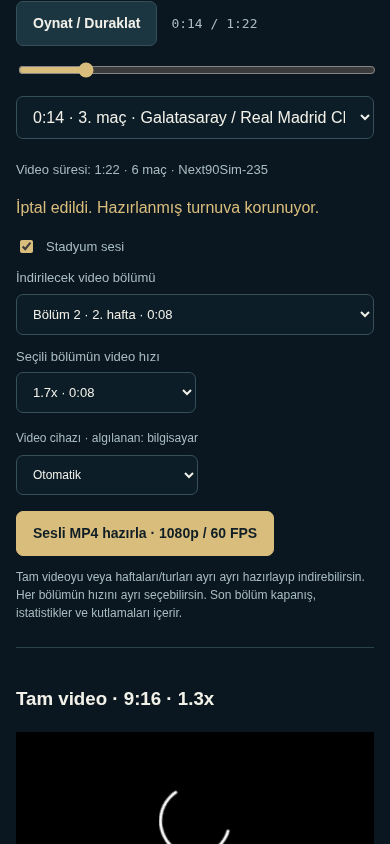 Oynat / Duraklat
0:14 / 1:22
0:14 · 3. maç · Galatasaray / Real Madrid
Video süresi: 1:22 · 6 maç · Next90Sim-235
İptal edildi. Hazırlanmış turnuva korunuyor.
Stadyum sesi
İndirilecek video bölümü
Bölüm 2 · 2. hafta · 0:08
Seçili bölümün video hızı
1.7x · 0:08
Video cihazı · algılanan: bilgisayar
Otomatik
Sesli MP4 hazırla · 1080p / 60 FPS
Tam videoyu veya haftaları/turları ayrı ayrı hazırlayıp indirebilirsin.
Her bölümün hızını ayrı seçebilirsin. Son bölüm kapanış,
istatistikler ve kutlamaları içerir.
Tam video · 9:16 · 1.3x